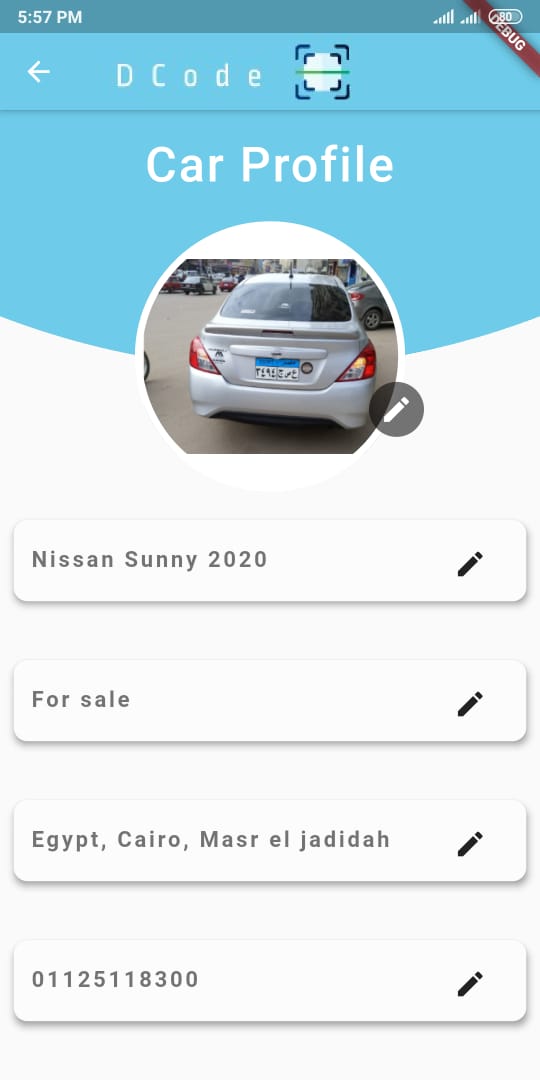 5:57 PM
80
DEBUG
D C o d e
Car Profile
Nissan Sunny 2020
For sale
Egypt, Cairo, Masr el jadidah
01125118300